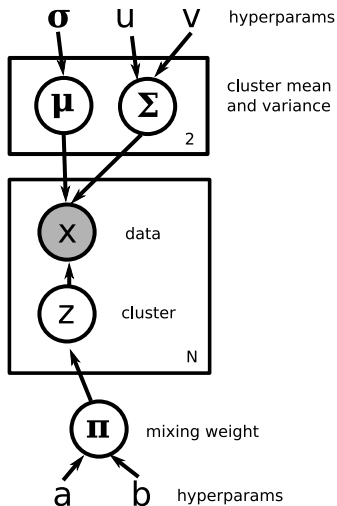 σ u v hyperparams
μ Σ cluster mean
and variance
2
x data
z cluster
N
π mixing weight
a b hyperparams